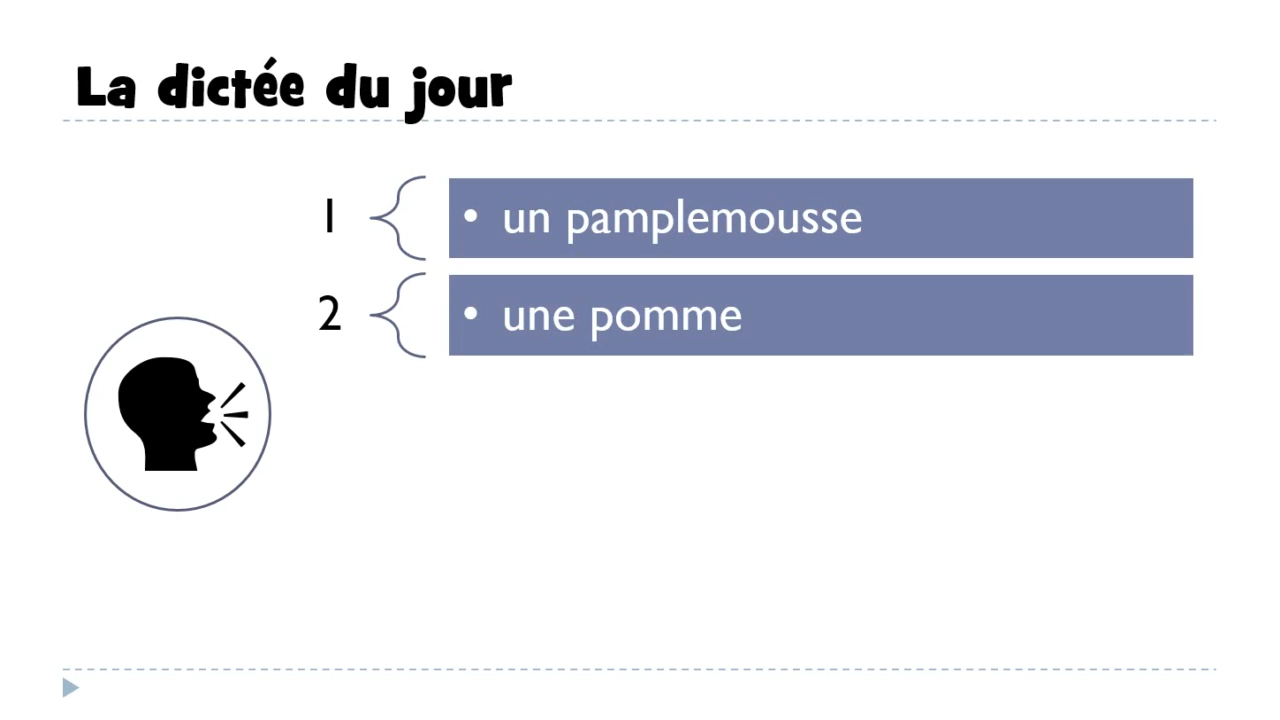 La dictée du jour
1
• un pamplemousse
2
• une pomme